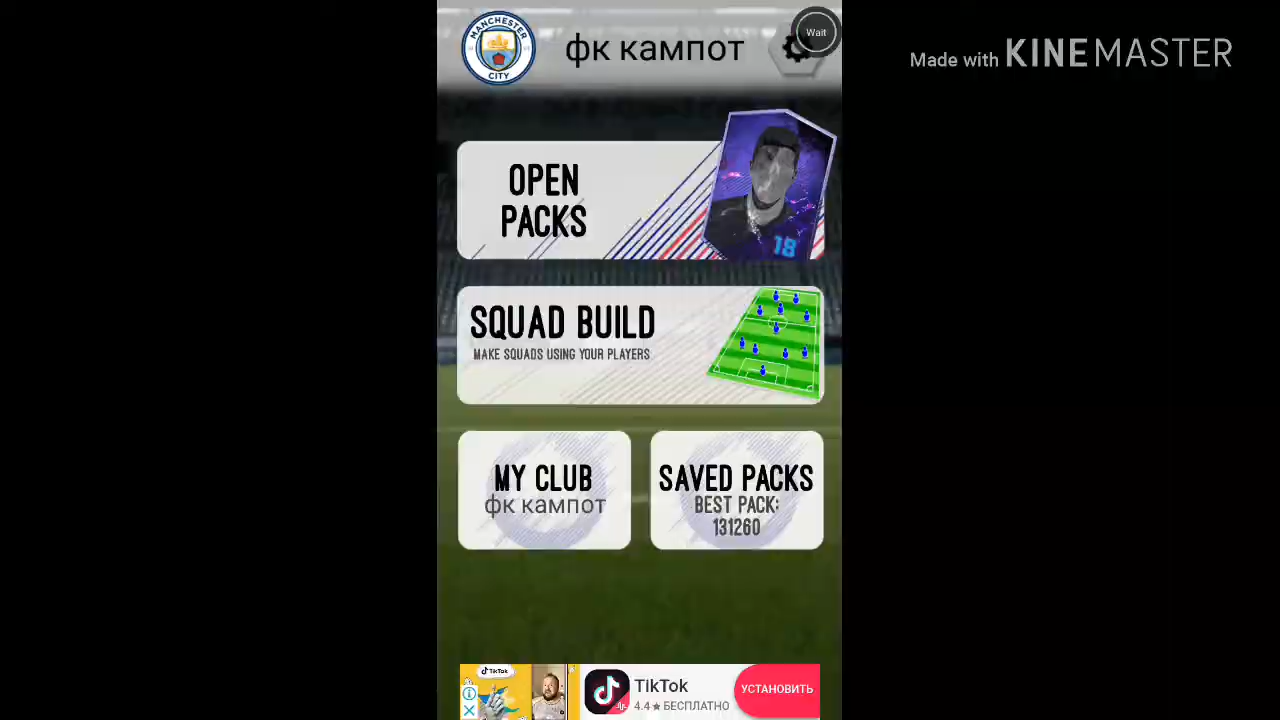 MANCHESTER
CITY
фк кампот
Wait
Made with KINEMASTER
OPEN
PACKS
18
SQUAD BUILD
MAKE SQUADS USING YOUR PLAYERS
MY CLUB
фк кампот
SAVED PACKS
BEST PACK:
131260
TikTok
TikTok
4.4★ БЕСПЛАТНО
УСТАНОВИТЬ